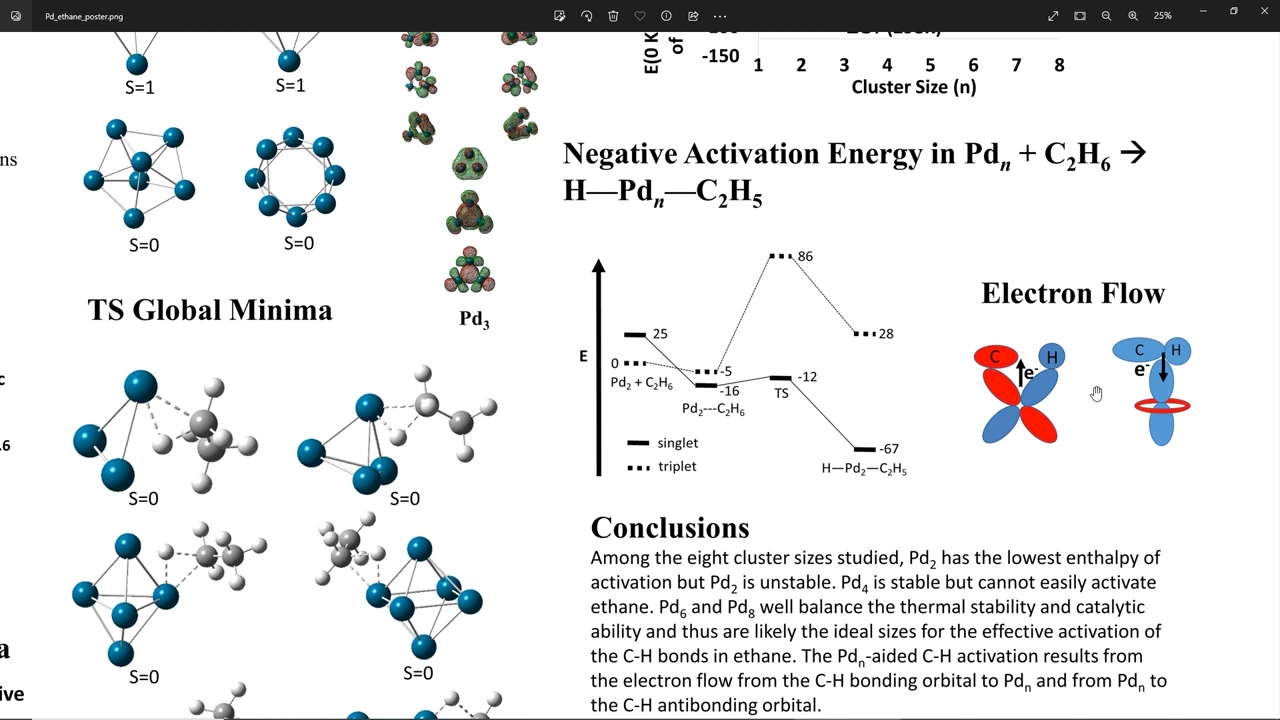 Pd_ethane_poster.png
25%
S=1
S=1
ns
S=0
S=0
TS Global Minima
c
.6
S=0
S=0
S=0
S=0
a
ive
Pd₃
E(0 K
of
-150
1 2 3 4 5 6 7 8
Cluster Size (n)
Negative Activation Energy in Pdₙ + C₂H₆ →
H—Pdₙ—C₂H₅
E
25
0
Pd₂ + C₂H₆
-5
-16
Pd₂---C₂H₆
86
-12
TS
28
-67
H—Pd₂—C₂H₅
singlet
triplet
Electron Flow
C H
e⁻
C H
e⁻
Conclusions
Among the eight cluster sizes studied, Pd₂ has the lowest enthalpy of
activation but Pd₂ is unstable. Pd₄ is stable but cannot easily activate
ethane. Pd₆ and Pd₈ well balance the thermal stability and catalytic
ability and thus are likely the ideal sizes for the effective activation of
the C-H bonds in ethane. The Pdₙ-aided C-H activation results from
the electron flow from the C-H bonding orbital to Pdₙ and from Pdₙ to
the C-H antibonding orbital.